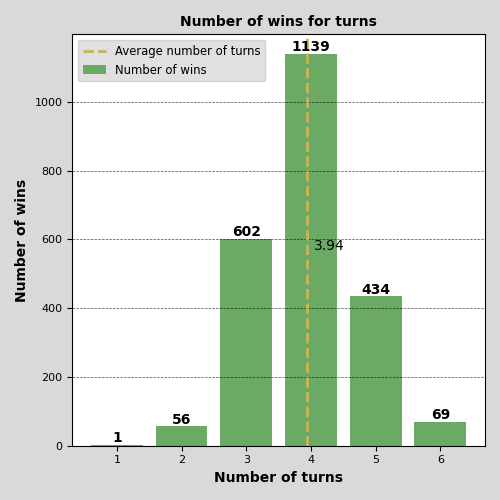 Number of wins for turns
Average number of turns
Number of wins
1139
1000
800
602
600
3.94
434
400
200
69
56
1
0
1 2 3 4 5 6
Number of wins
Number of turns